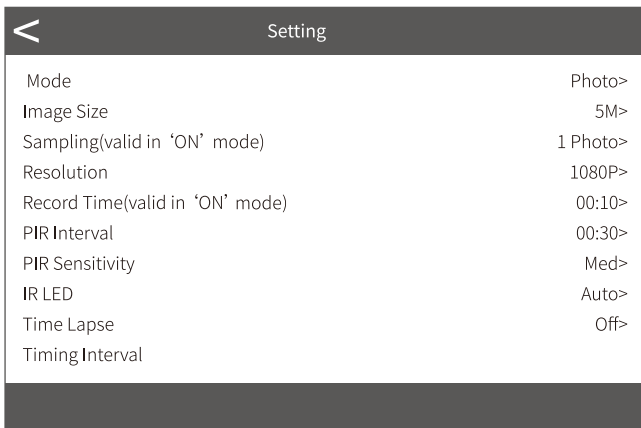 < Setting
Mode Photo>
Image Size 5M>
Sampling(valid in ‘ON’ mode) 1 Photo>
Resolution 1080P>
Record Time(valid in ‘ON’ mode) 00:10>
PIR Interval 00:30>
PIR Sensitivity Med>
IR LED Auto>
Time Lapse Off>
Timing Interval